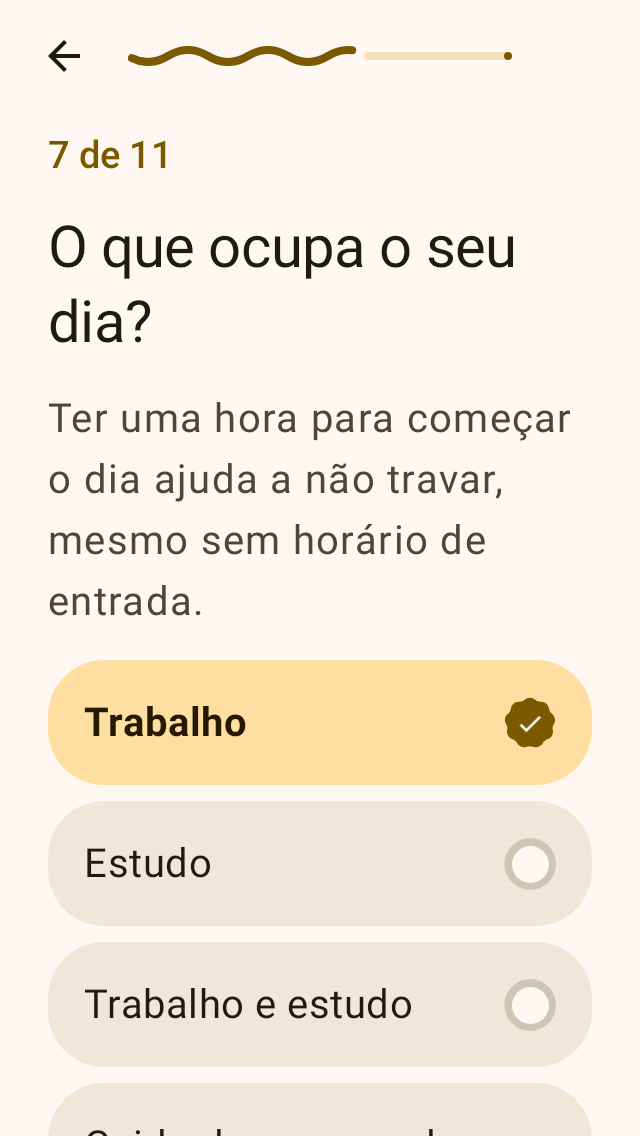 7 de 11
O que ocupa o seu
dia?
Ter uma hora para começar
o dia ajuda a não travar,
mesmo sem horário de
entrada.
Trabalho
Estudo
Trabalho e estudo